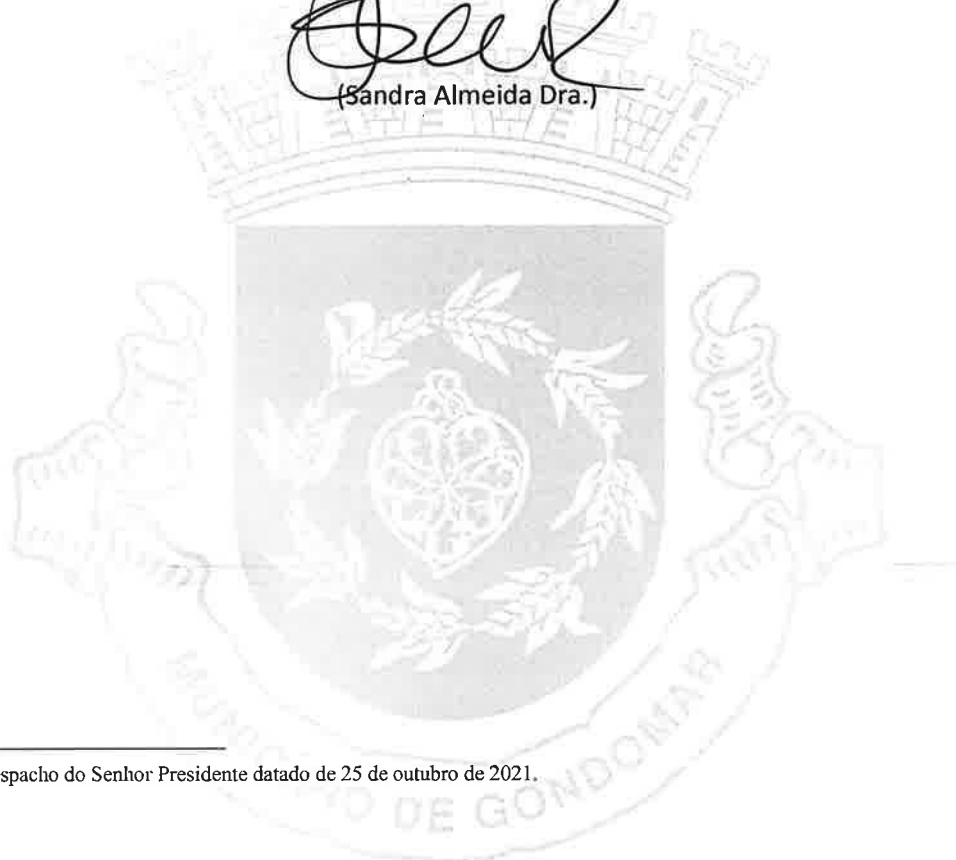 (Sandra Almeida Dra.)
spacho do Senhor Presidente datado de 25 de outubro de 2021.
MUNICÍPIO DE GONDOMAR